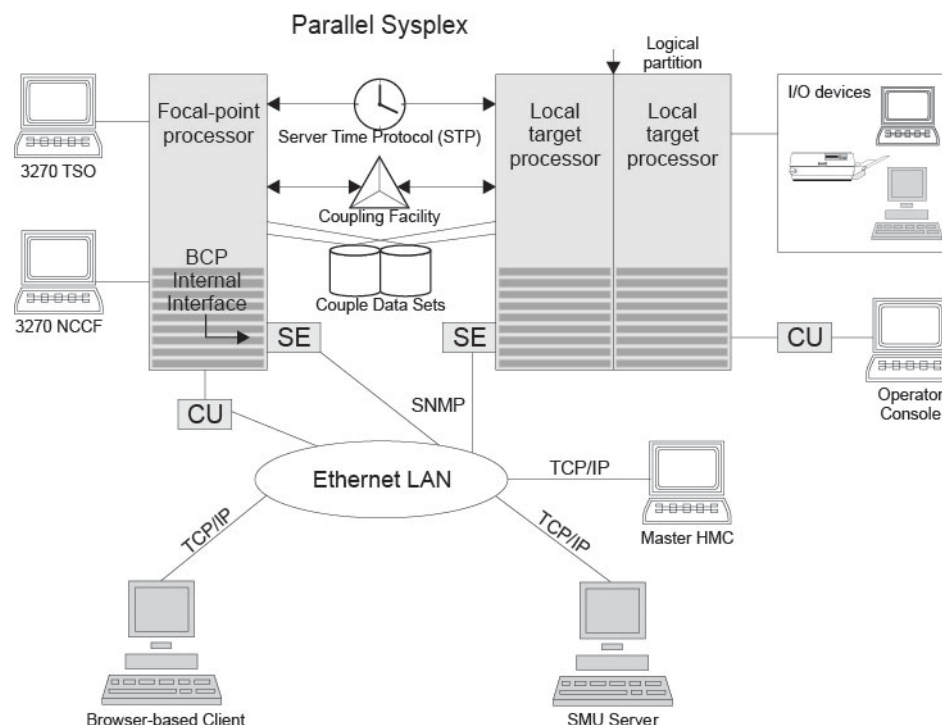 Parallel Sysplex
Logical
partition
3270 TSO
Focal-point
processor
Server Time Protocol (STP)
Local
target
processor
Local
target
processor
I/O devices
Coupling Facility
3270 NCCF
BCP
Internal
Interface
Couple Data Sets
SE
SE
CU
Operator
Console
CU
SNMP
Ethernet LAN
TCP/IP
Master HMC
TCP/IP
TCP/IP
Browser-based Client
SMU Server